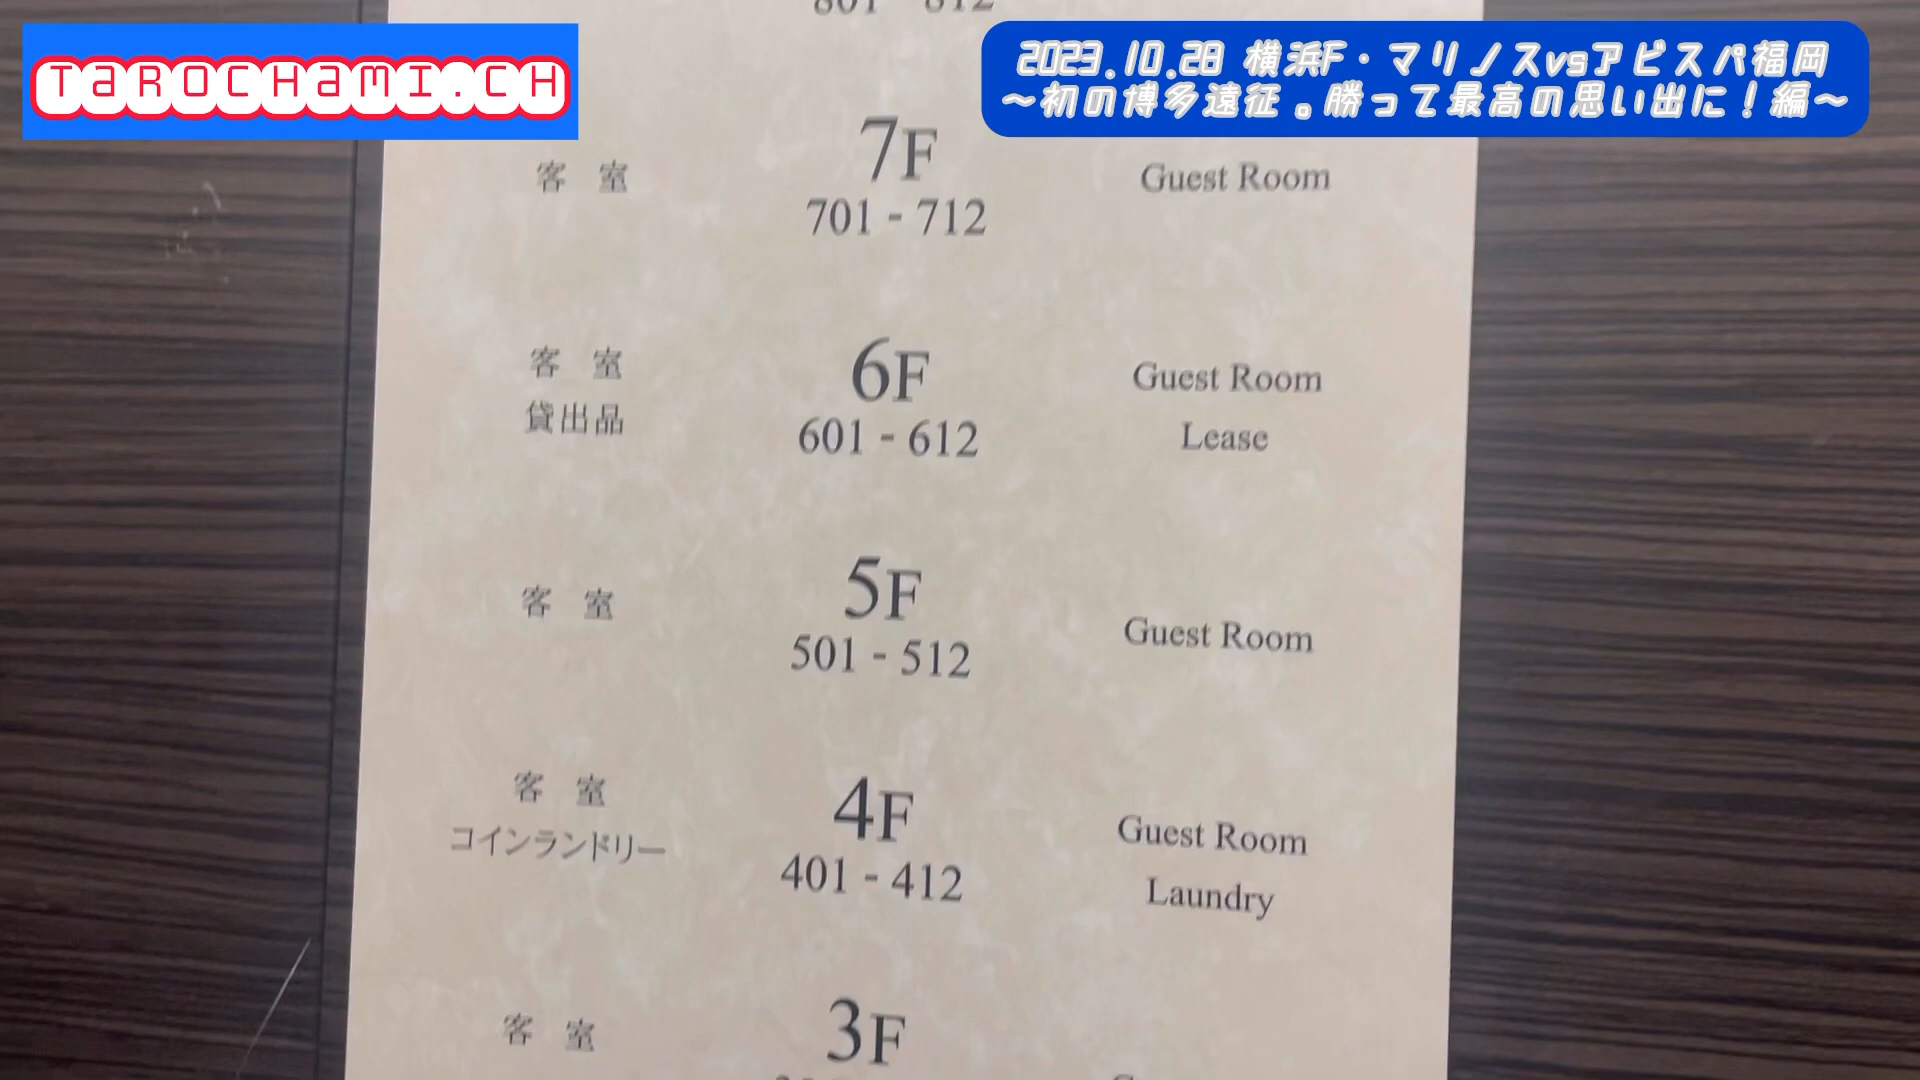 TAROCHAMI.CH
2023.10.28 横浜F・マリノスvsアビスパ福岡
～初の博多遠征。勝って最高の思い出に！編～
801 - 812
客 室 7F Guest Room
701 - 712
客 室 6F Guest Room
貸出品 601 - 612 Lease
客 室 5F Guest Room
501 - 512
客 室 4F Guest Room
コインランドリー 401 - 412 Laundry
客 室 3F